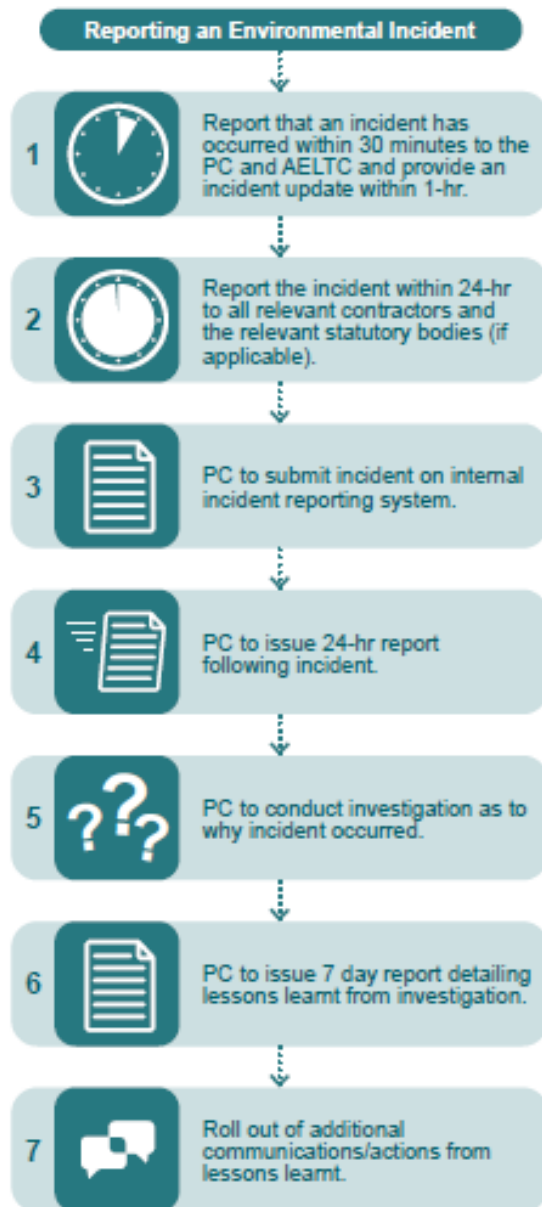 Reporting an Environmental Incident
1
Report that an incident has
occurred within 30 minutes to the
PC and AELTC and provide an
incident update within 1-hr.
2
Report the incident within 24-hr
to all relevant contractors and
the relevant statutory bodies (if
applicable).
3
PC to submit incident on internal
incident reporting system.
4
PC to issue 24-hr report
following incident.
5
???
PC to conduct investigation as to
why incident occurred.
6
PC to issue 7 day report detailing
lessons learnt from investigation.
7
Roll out of additional
communications/actions from
lessons learnt.